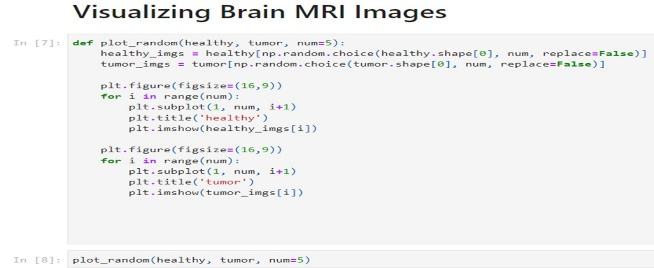 Visualizing Brain MRI Images
In [7]: def plot_random(healthy, tumor, num=5):
    healthy_imgs = healthy[np.random.choice(healthy.shape[0], num, replace=False)]
    tumor_imgs = tumor[np.random.choice(tumor.shape[0], num, replace=False)]
    plt.figure(figsize=(16,9))
    for i in range(num):
        plt.subplot(1, num, i+1)
        plt.title('healthy')
        plt.imshow(healthy_imgs[i])
    plt.figure(figsize=(16,9))
    for i in range(num):
        plt.subplot(1, num, i+1)
        plt.title('tumor')
        plt.imshow(tumor_imgs[i])
In [8]: plot_random(healthy, tumor, num=5)